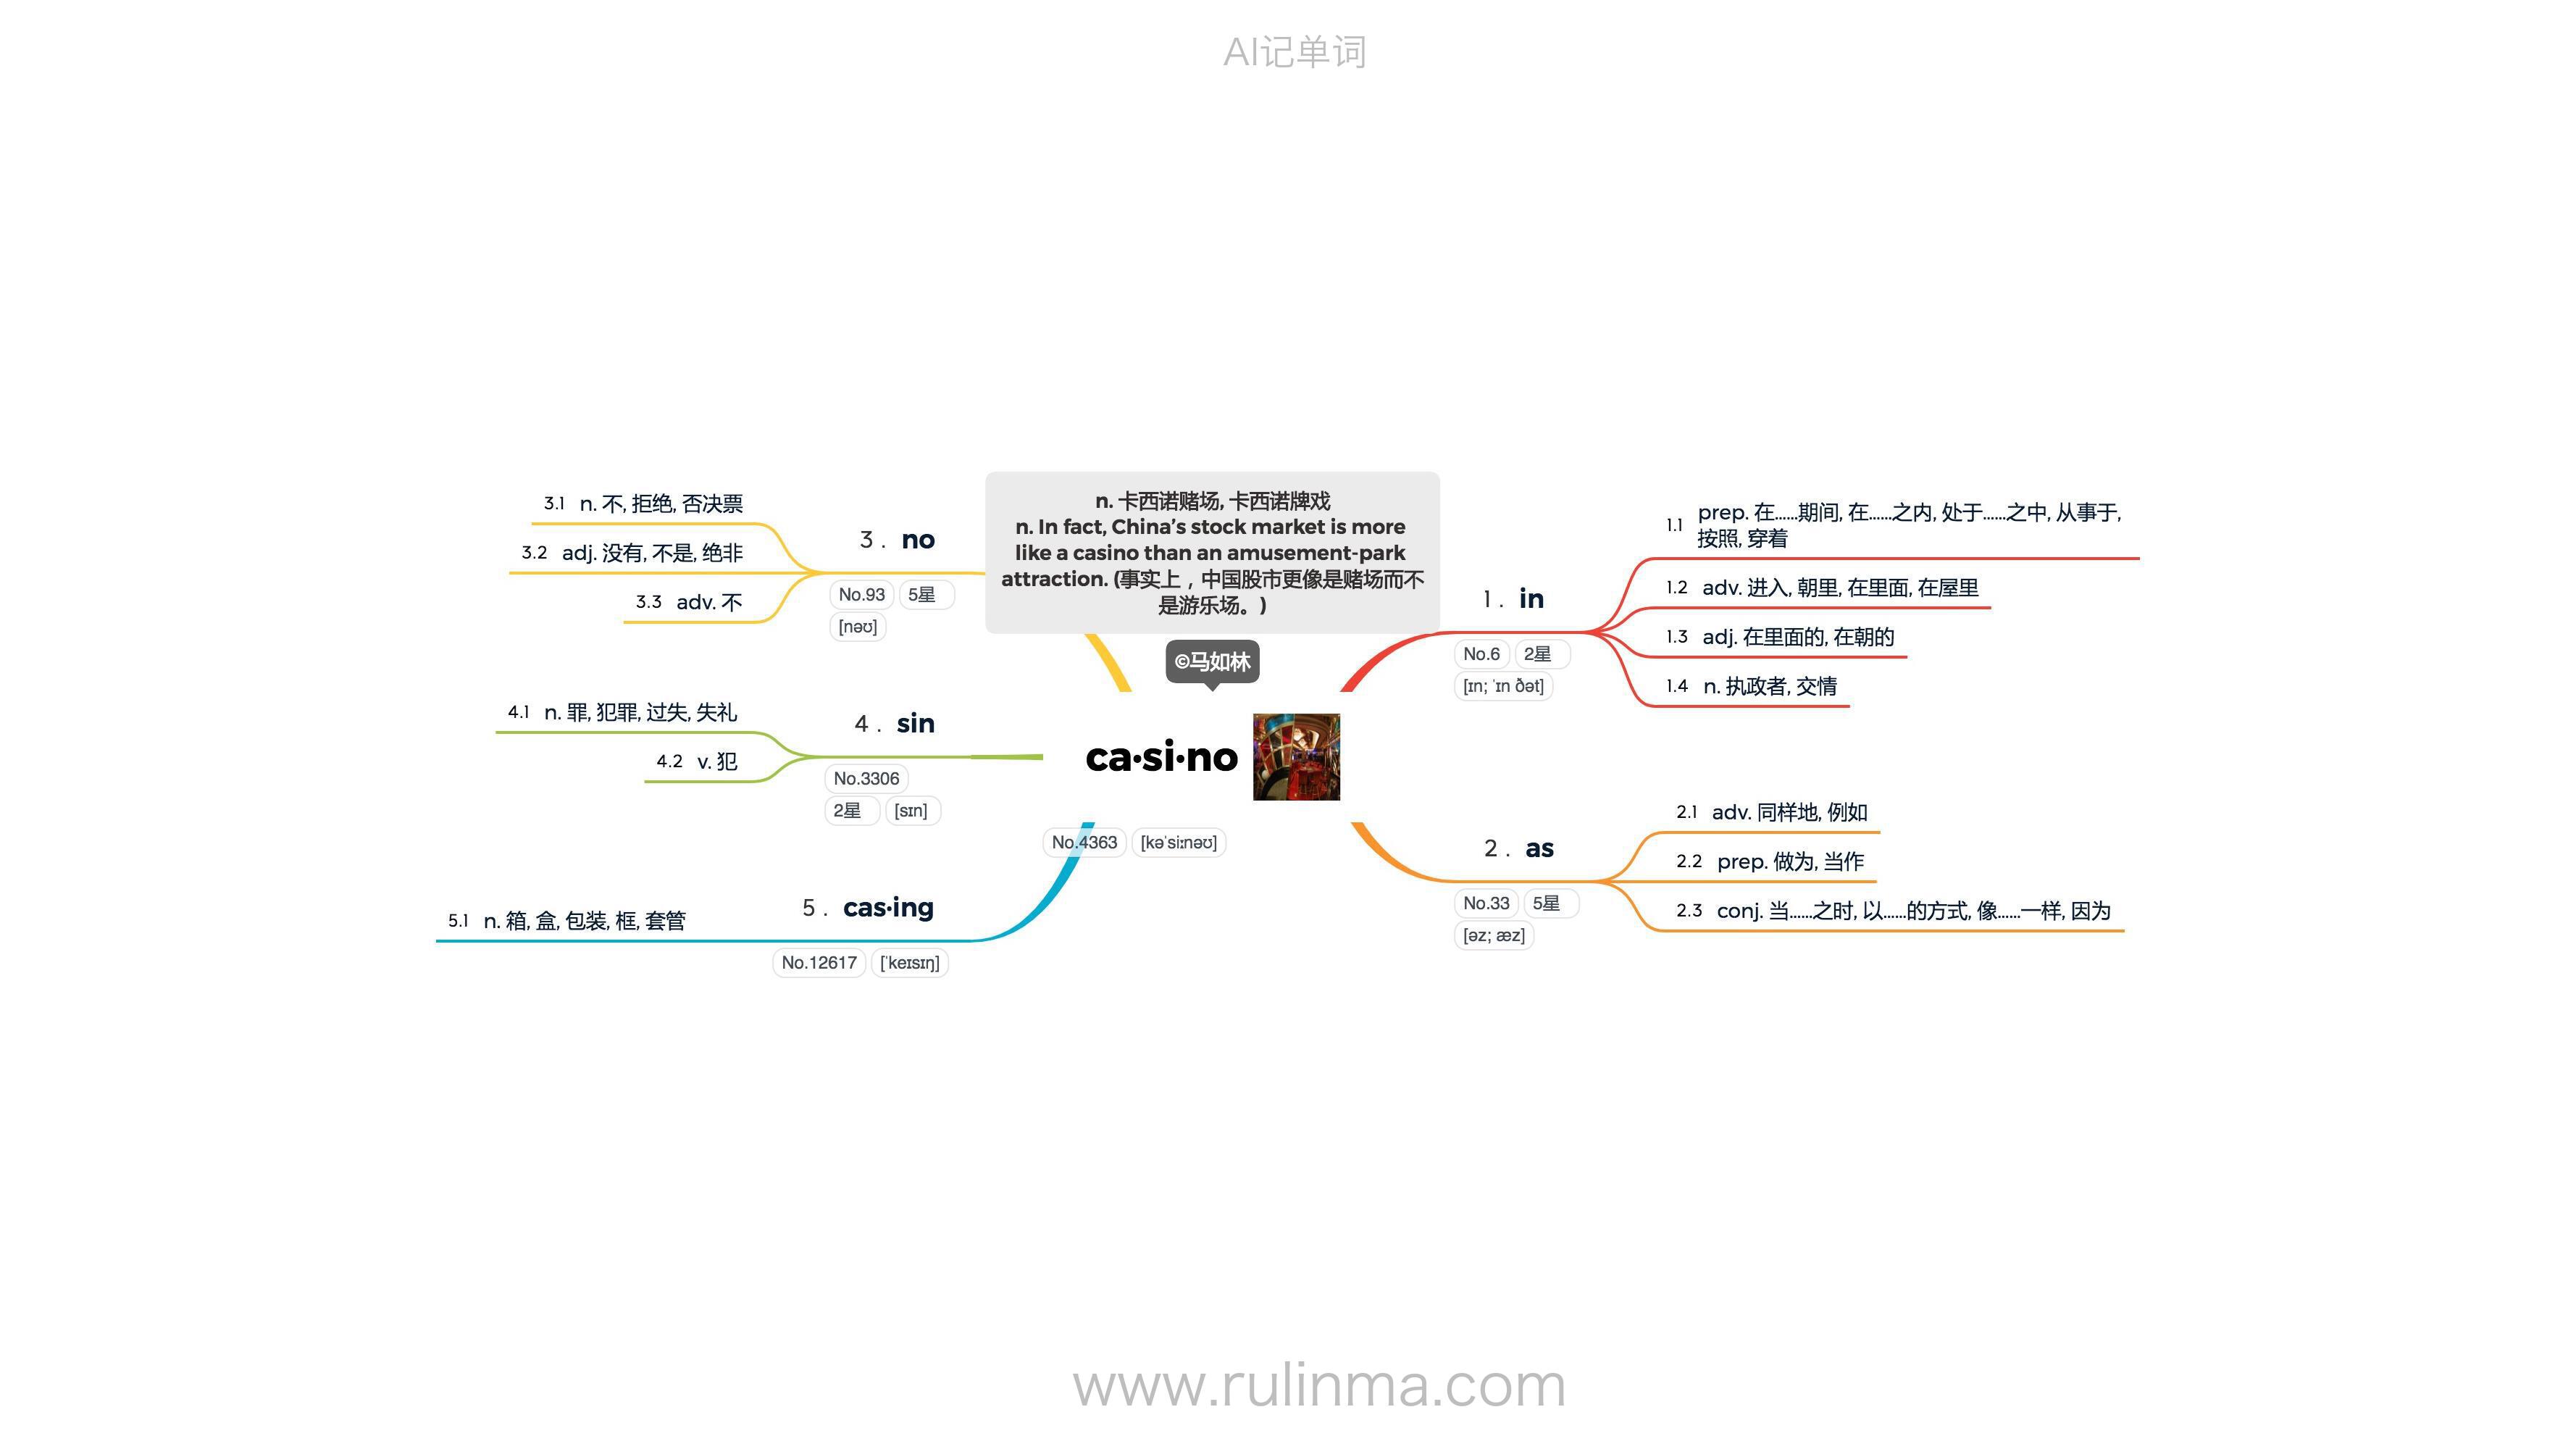 AI记单词
n. 卡西诺赌场, 卡西诺牌戏
n. In fact, China’s stock market is more
like a casino than an amusement-park
attraction. (事实上，中国股市更像是赌场而不
是游乐场。)
©马如林
ca·si·no
No.4363 [kəˈsiːnəʊ]
1. in
No.6 2星
[ɪn; ˈɪn ðət]
1.1 prep. 在......期间, 在......之内, 处于......之中, 从事于,
按照, 穿着
1.2 adv. 进入, 朝里, 在里面, 在屋里
1.3 adj. 在里面的, 在朝的
1.4 n. 执政者, 交情
2. as
No.33 5星
[əz; æz]
2.1 adv. 同样地, 例如
2.2 prep. 做为, 当作
2.3 conj. 当......之时, 以......的方式, 像......一样, 因为
3. no
No.93 5星
[nəʊ]
3.1 n. 不, 拒绝, 否决票
3.2 adj. 没有, 不是, 绝非
3.3 adv. 不
4. sin
No.3306
2星 [sɪn]
4.1 n. 罪, 犯罪, 过失, 失礼
4.2 v. 犯
5. cas·ing
No.12617 [ˈkeɪsɪŋ]
5.1 n. 箱, 盒, 包装, 框, 套管
www.rulinma.com